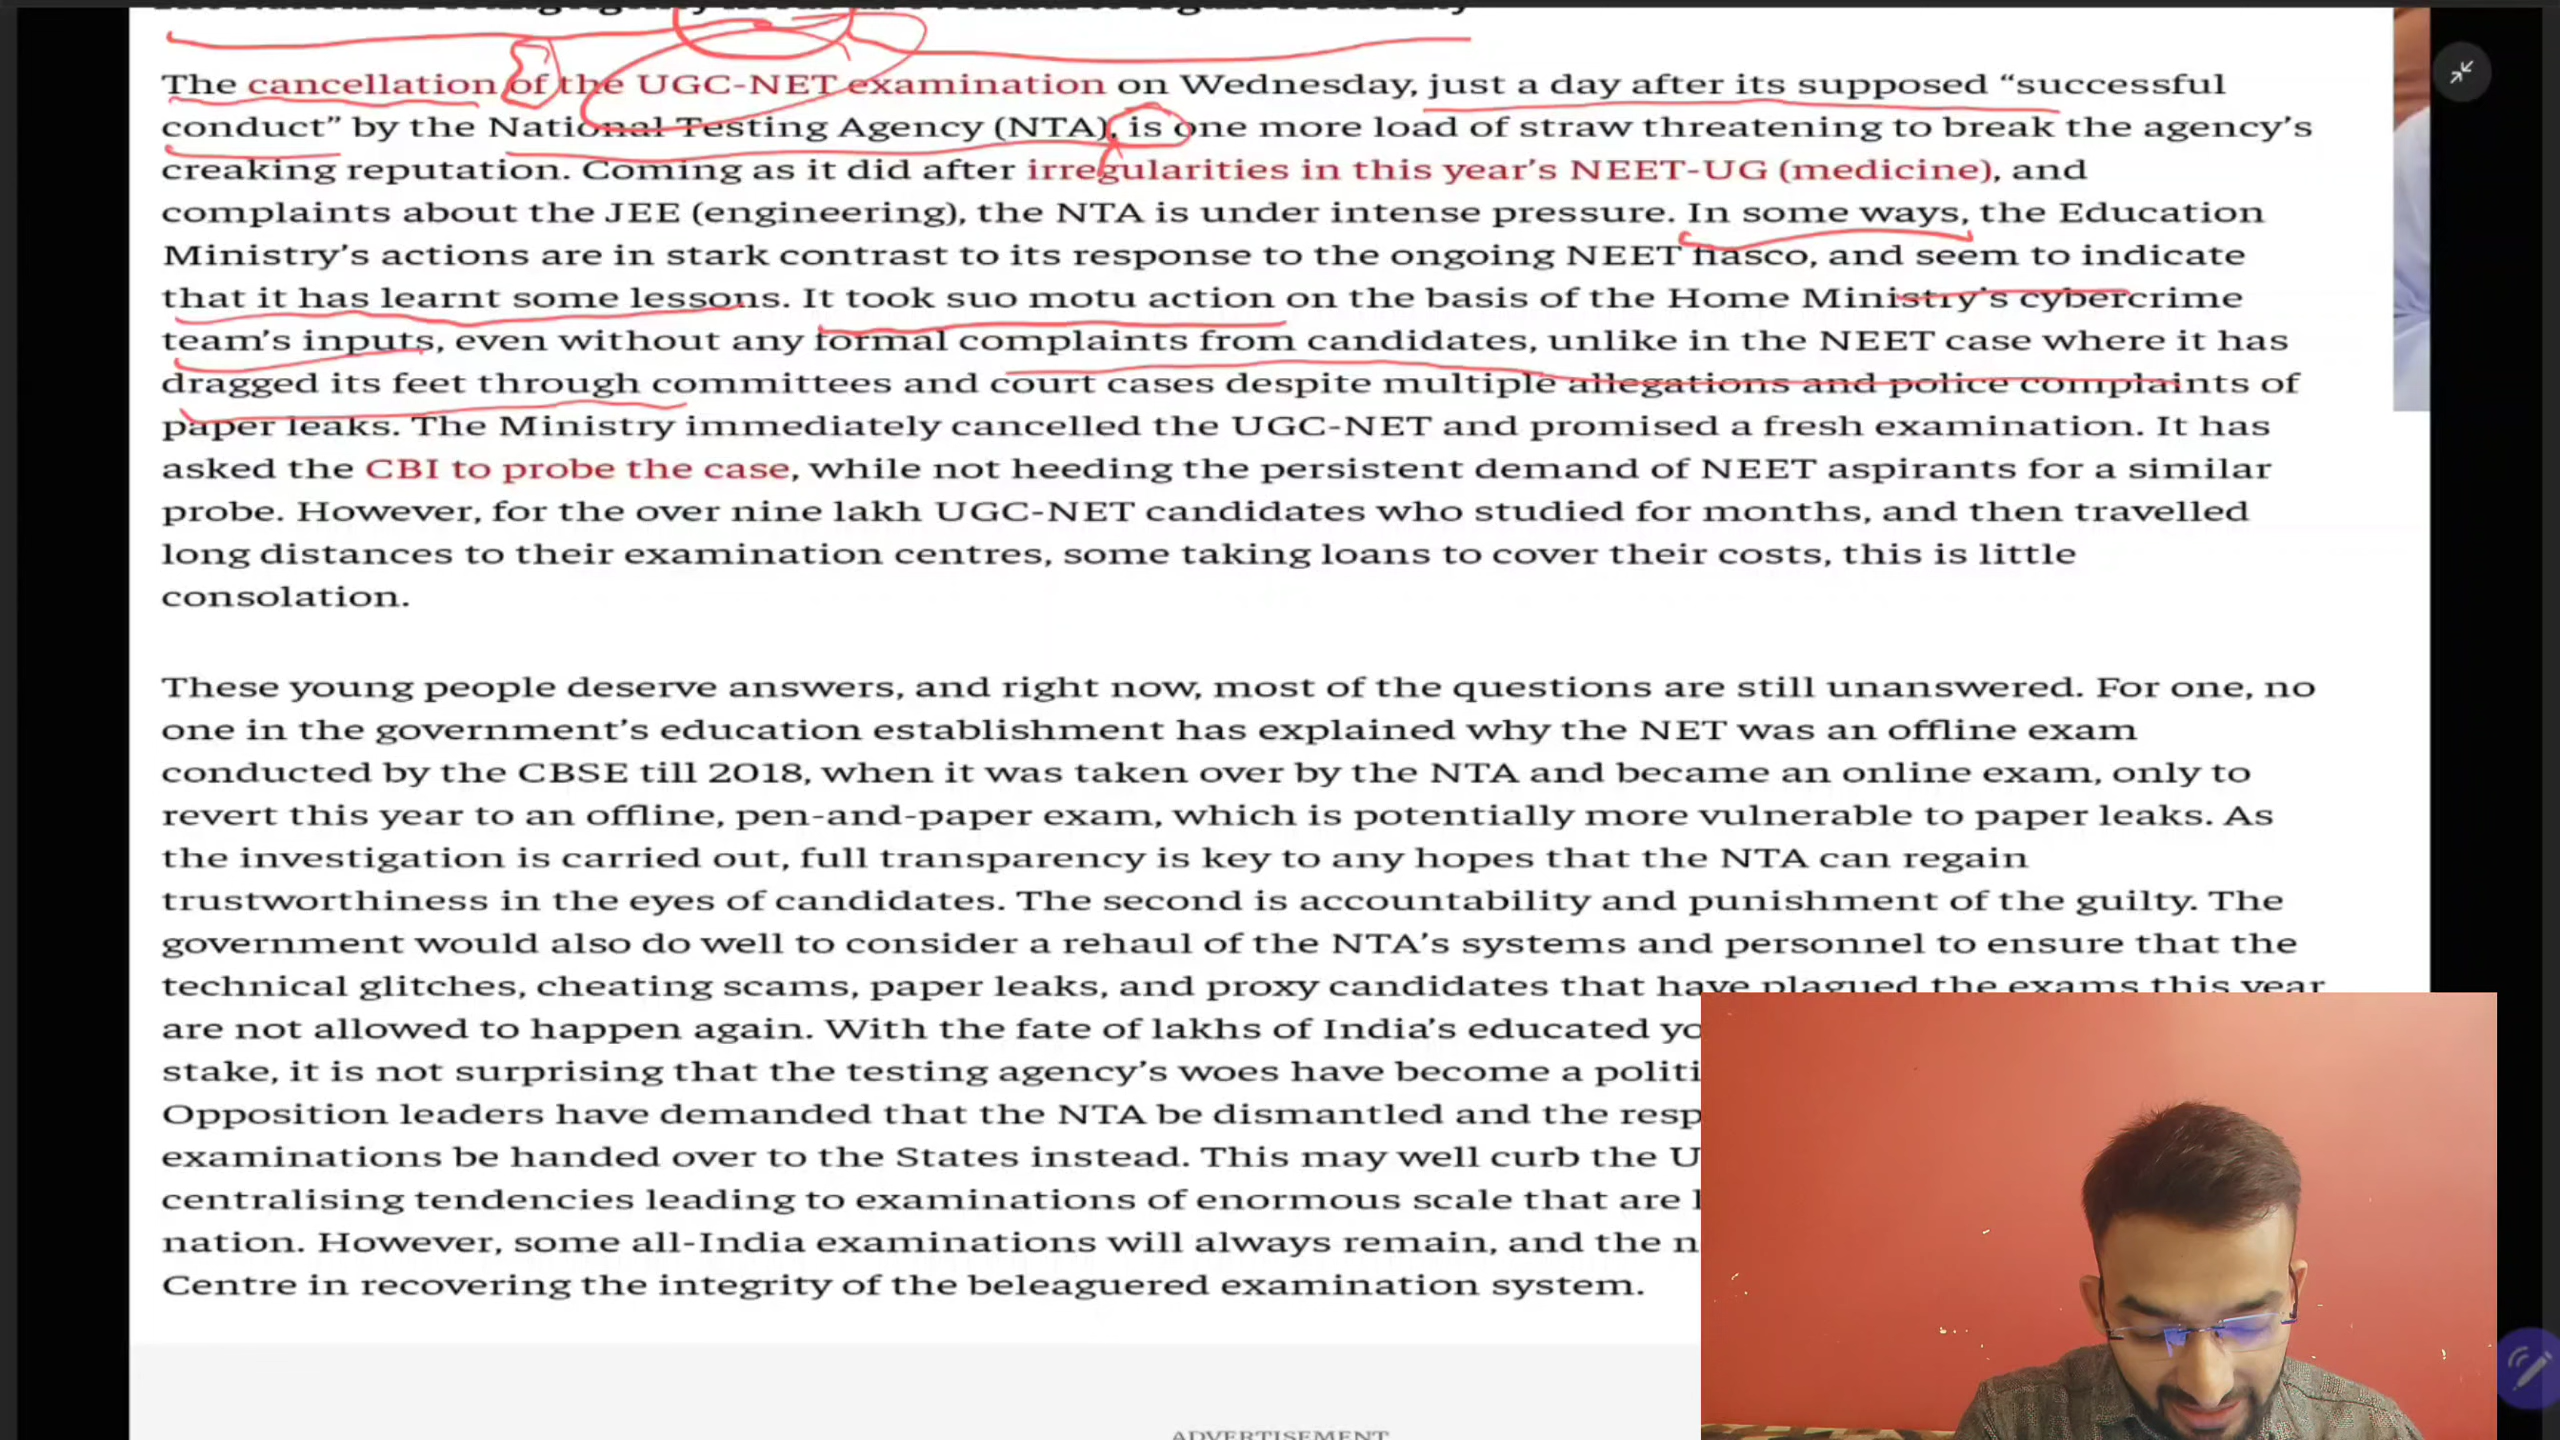 The cancellation of the UGC-NET examination on Wednesday, just a day after its supposed “successful
conduct” by the National Testing Agency (NTA), is one more load of straw threatening to break the agency’s
creaking reputation. Coming as it did after irregularities in this year’s NEET-UG (medicine), and
complaints about the JEE (engineering), the NTA is under intense pressure. In some ways, the Education
Ministry’s actions are in stark contrast to its response to the ongoing NEET fiasco, and seem to indicate
that it has learnt some lessons. It took suo motu action on the basis of the Home Ministry’s cybercrime
team’s inputs, even without any formal complaints from candidates, unlike in the NEET case where it has
dragged its feet through committees and court cases despite multiple allegations and police complaints of
paper leaks. The Ministry immediately cancelled the UGC-NET and promised a fresh examination. It has
asked the CBI to probe the case, while not heeding the persistent demand of NEET aspirants for a similar
probe. However, for the over nine lakh UGC-NET candidates who studied for months, and then travelled
long distances to their examination centres, some taking loans to cover their costs, this is little
consolation.
These young people deserve answers, and right now, most of the questions are still unanswered. For one, no
one in the government’s education establishment has explained why the NET was an offline exam
conducted by the CBSE till 2018, when it was taken over by the NTA and became an online exam, only to
revert this year to an offline, pen-and-paper exam, which is potentially more vulnerable to paper leaks. As
the investigation is carried out, full transparency is key to any hopes that the NTA can regain
trustworthiness in the eyes of candidates. The second is accountability and punishment of the guilty. The
government would also do well to consider a rehaul of the NTA’s systems and personnel to ensure that the
technical glitches, cheating scams, paper leaks, and proxy candidates that have plagued the exams this year
are not allowed to happen again. With the fate of lakhs of India’s educated yo
stake, it is not surprising that the testing agency’s woes have become a politi
Opposition leaders have demanded that the NTA be dismantled and the resp
examinations be handed over to the States instead. This may well curb the U
centralising tendencies leading to examinations of enormous scale that are
nation. However, some all-India examinations will always remain, and the n
Centre in recovering the integrity of the beleaguered examination system.
ADVERTISEMENT